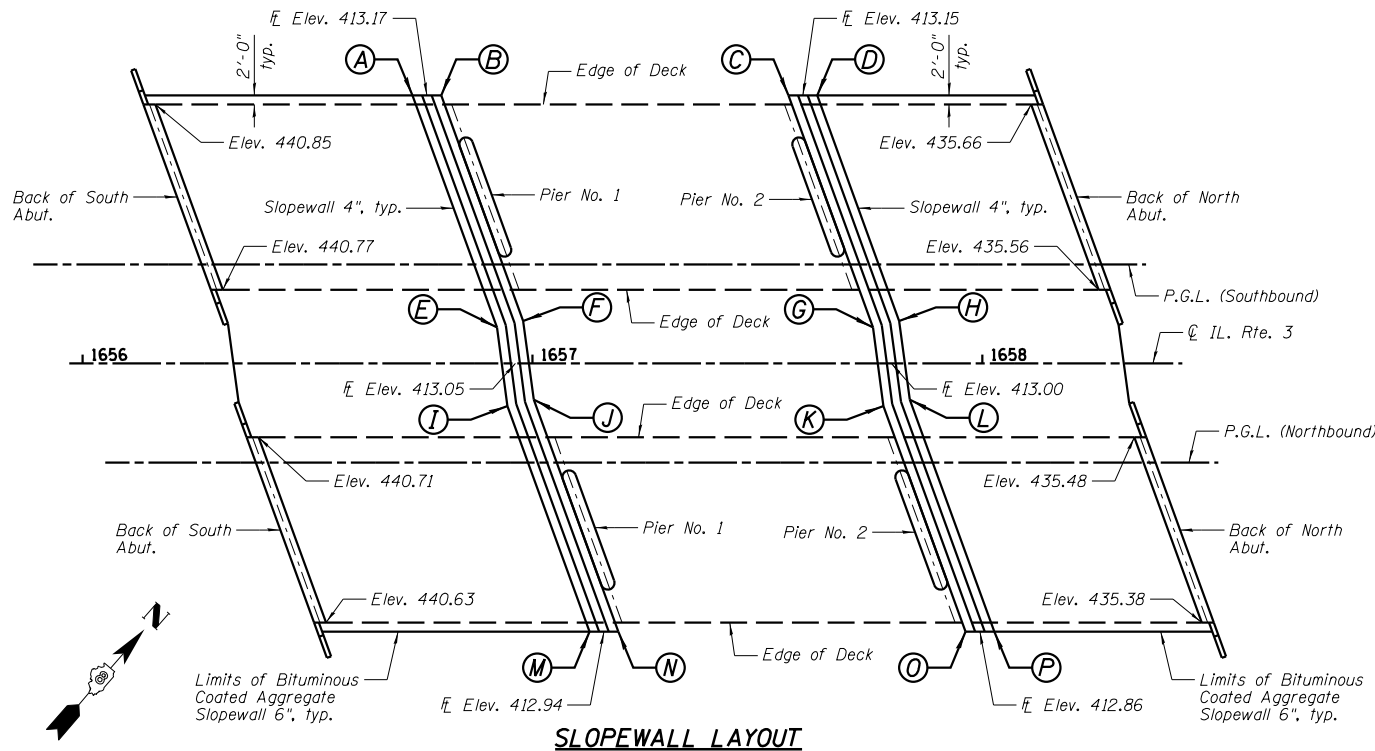 FL Elev. 413.17
FL Elev. 413.15
2'-0"
typ.
A
B
Edge of Deck
C
D
2'-0"
typ.
Elev. 440.85
Elev. 435.66
Back of South
Abut.
Pier No. 1
Pier No. 2
Back of North
Abut.
Slopewall 4", typ.
Slopewall 4", typ.
Elev. 440.77
Elev. 435.56
P.G.L. (Southbound)
E
F
Edge of Deck
G
H
℄ IL. Rte. 3
1656
1657
1658
FL Elev. 413.05
FL Elev. 413.00
Edge of Deck
I
J
K
L
P.G.L. (Northbound)
Elev. 440.71
Elev. 435.48
Back of South
Abut.
Pier No. 1
Pier No. 2
Back of North
Abut.
Elev. 440.63
Elev. 435.38
N
Edge of Deck
M
N
O
P
Limits of Bituminous
Coated Aggregate
Slopewall 6", typ.
FL Elev. 412.94
FL Elev. 412.86
Limits of Bituminous
Coated Aggregate
Slopewall 6", typ.
SLOPEWALL LAYOUT